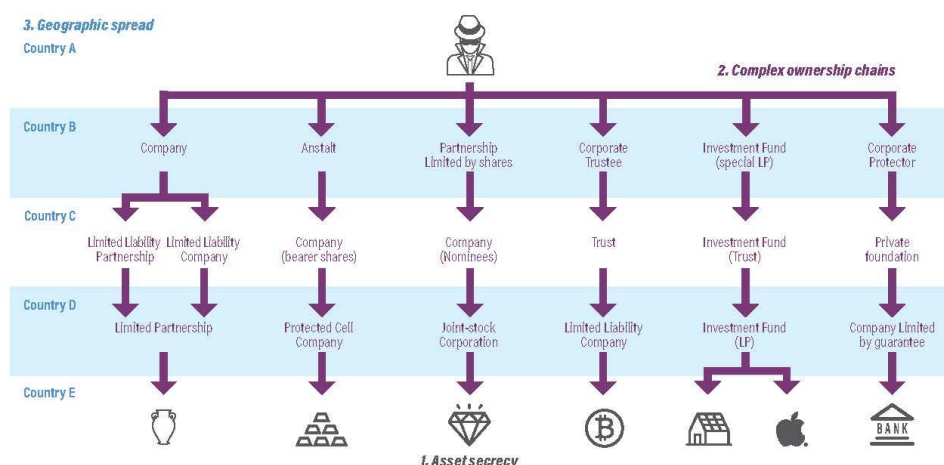 3. Geographic spread
Country A
2. Complex ownership chains
Country B
Company
Anstalt
Partnership
Limited by shares
Corporate
Trustee
Investment Fund
(special LP)
Corporate
Protector
Country C
Limited Liability
Partnership
Limited Liability
Company
Company
(bearer shares)
Company
(Nominees)
Trust
Investment Fund
(Trust)
Private
foundation
Country D
Limited Partnership
Protected Cell
Company
Joint-stock
Corporation
Limited Liability
Company
Investment Fund
(LP)
Company Limited
by guarantee
Country E
BANK
1. Asset secrecy